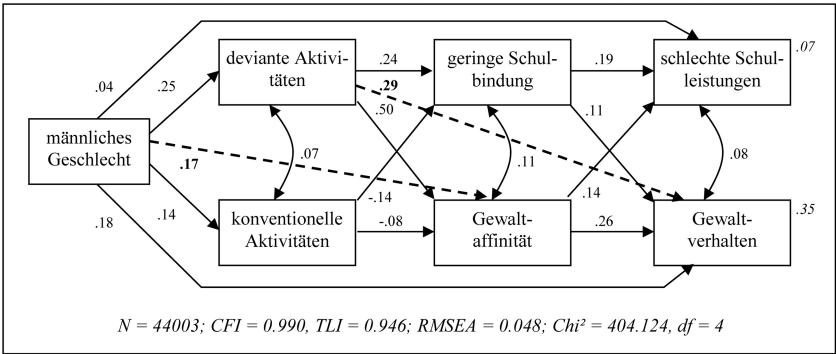 deviante Aktivi-
täten
geringe Schul-
bindung
schlechte Schul-
leistungen
.07
.04
.25
.24
.29
.50
.19
.11
männliches
Geschlecht
.17
.07
.11
.08
.18
.14
-.14
-.08
.14
.26
konventionelle
Aktivitäten
Gewalt-
affinität
Gewalt-
verhalten
.35
N = 44003; CFI = 0.990, TLI = 0.946; RMSEA = 0.048; Chi² = 404.124, df = 4